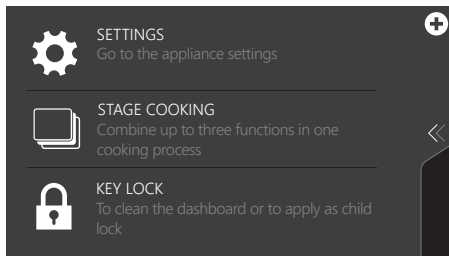 SETTINGS
Go to the appliance settings
STAGE COOKING
Combine up to three functions in one
cooking process
KEY LOCK
To clean the dashboard or to apply as child
lock